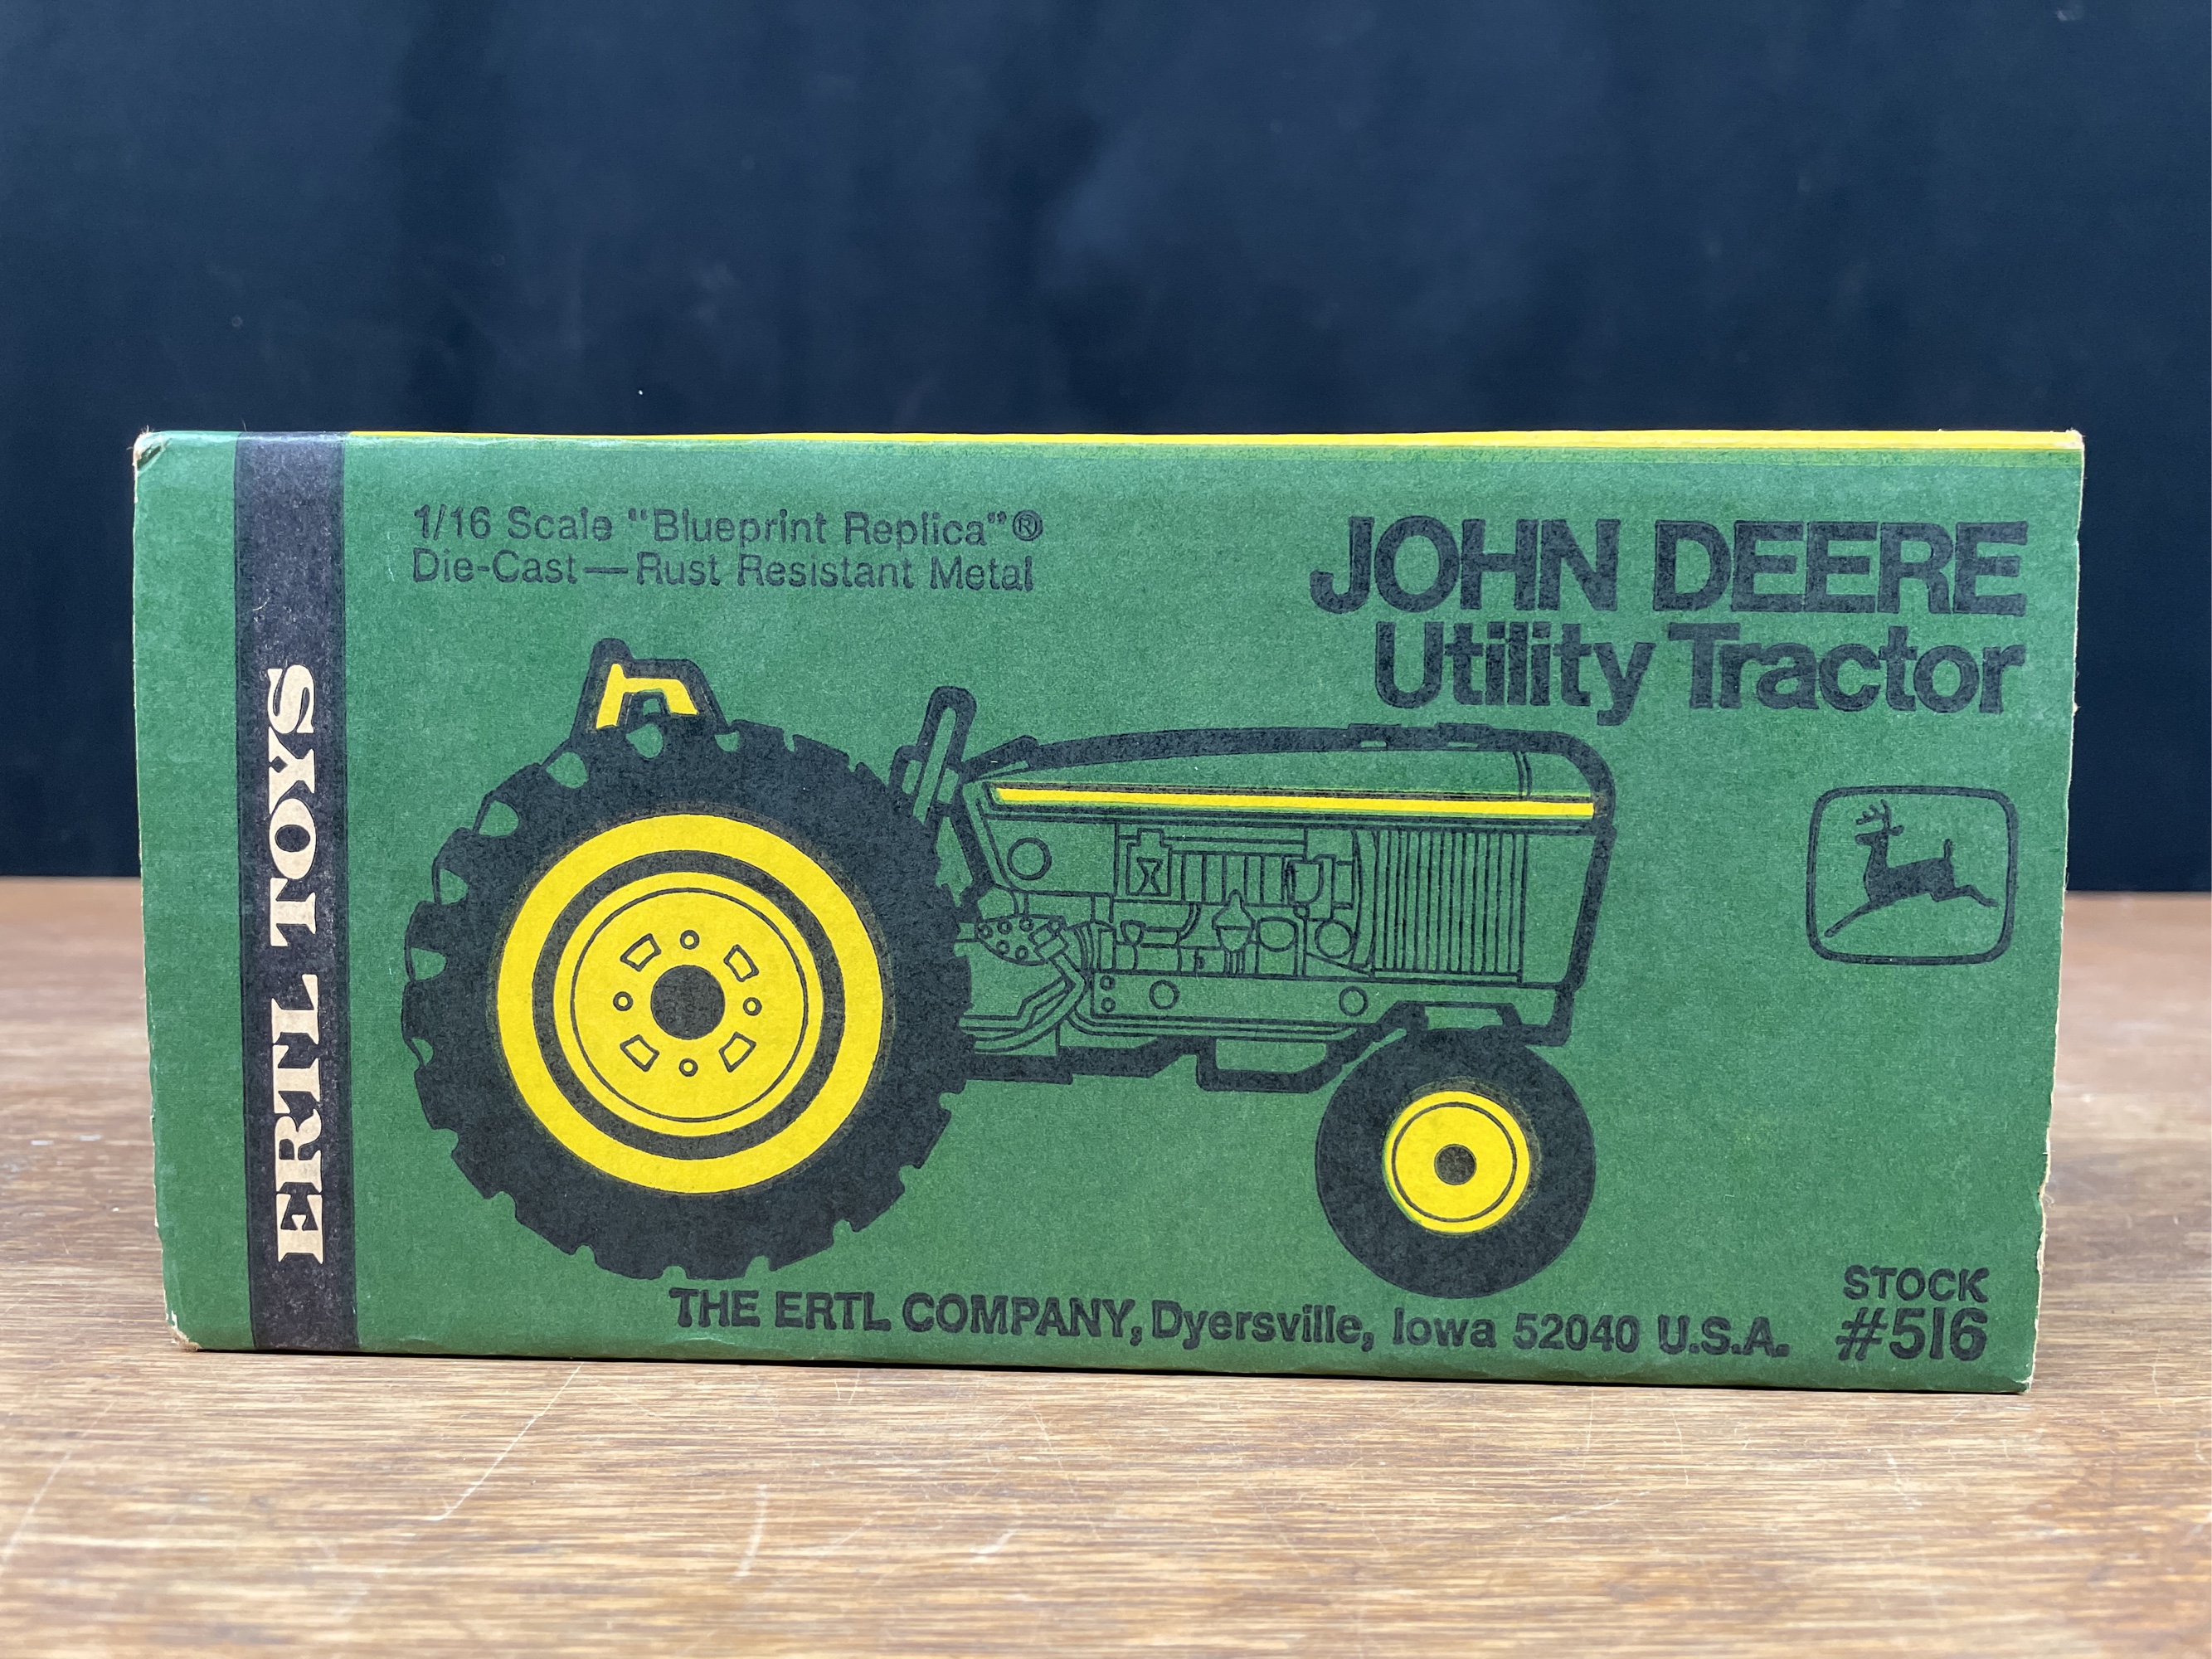 ERTL TOYS
1/16 Scale "Blueprint Replica"®
Die-Cast—Rust Resistant Metal
JOHN DEERE
Utility Tractor
THE ERTL COMPANY, Dyersville, Iowa 52040 U.S.A.
STOCK
#516